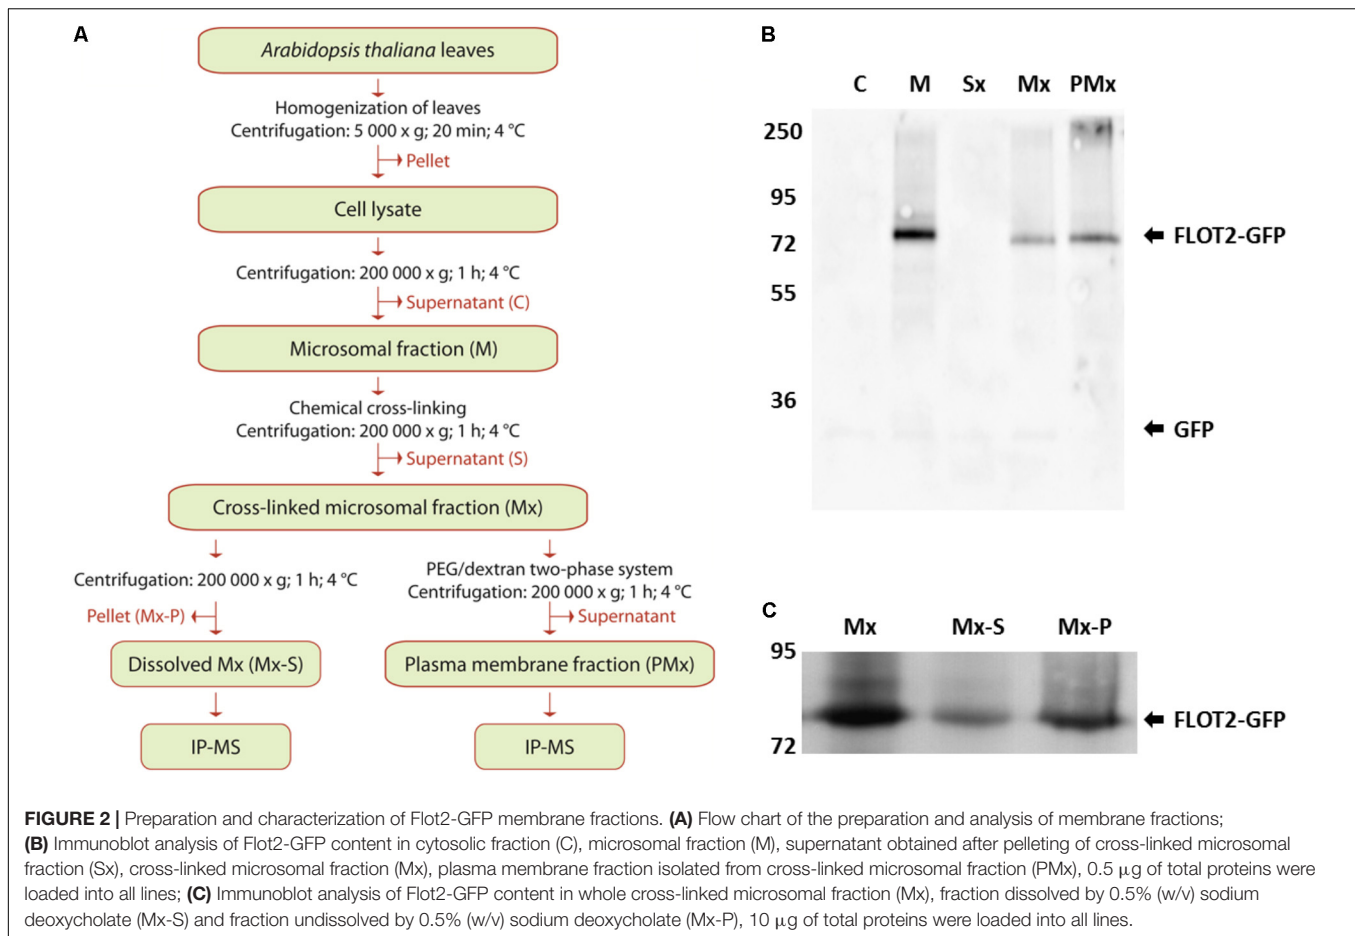 A
Arabidopsis thaliana leaves
Homogenization of leaves
Centrifugation: 5 000 x g; 20 min; 4 °C
Pellet
Cell lysate
Centrifugation: 200 000 x g; 1 h; 4 °C
Supernatant (C)
Microsomal fraction (M)
Chemical cross-linking
Centrifugation: 200 000 x g; 1 h; 4 °C
Supernatant (S)
Cross-linked microsomal fraction (Mx)
Centrifugation: 200 000 x g; 1 h; 4 °C
Pellet (Mx-P)
Dissolved Mx (Mx-S)
IP-MS
PEG/dextran two-phase system
Centrifugation: 200 000 x g; 1 h; 4 °C
Supernatant
Plasma membrane fraction (PMx)
IP-MS
B
C M Sx Mx PMx
250
95
72
55
36
FLOT2-GFP
GFP
C
Mx Mx-S Mx-P
95
72
FLOT2-GFP
FIGURE 2 | Preparation and characterization of Flot2-GFP membrane fractions. (A) Flow chart of the preparation and analysis of membrane fractions;
(B) Immunoblot analysis of Flot2-GFP content in cytosolic fraction (C), microsomal fraction (M), supernatant obtained after pelleting of cross-linked microsomal
fraction (Sx), cross-linked microsomal fraction (Mx), plasma membrane fraction isolated from cross-linked microsomal fraction (PMx), 0.5 μg of total proteins were
loaded into all lines; (C) Immunoblot analysis of Flot2-GFP content in whole cross-linked microsomal fraction (Mx), fraction dissolved by 0.5% (w/v) sodium
deoxycholate (Mx-S) and fraction undissolved by 0.5% (w/v) sodium deoxycholate (Mx-P), 10 μg of total proteins were loaded into all lines.